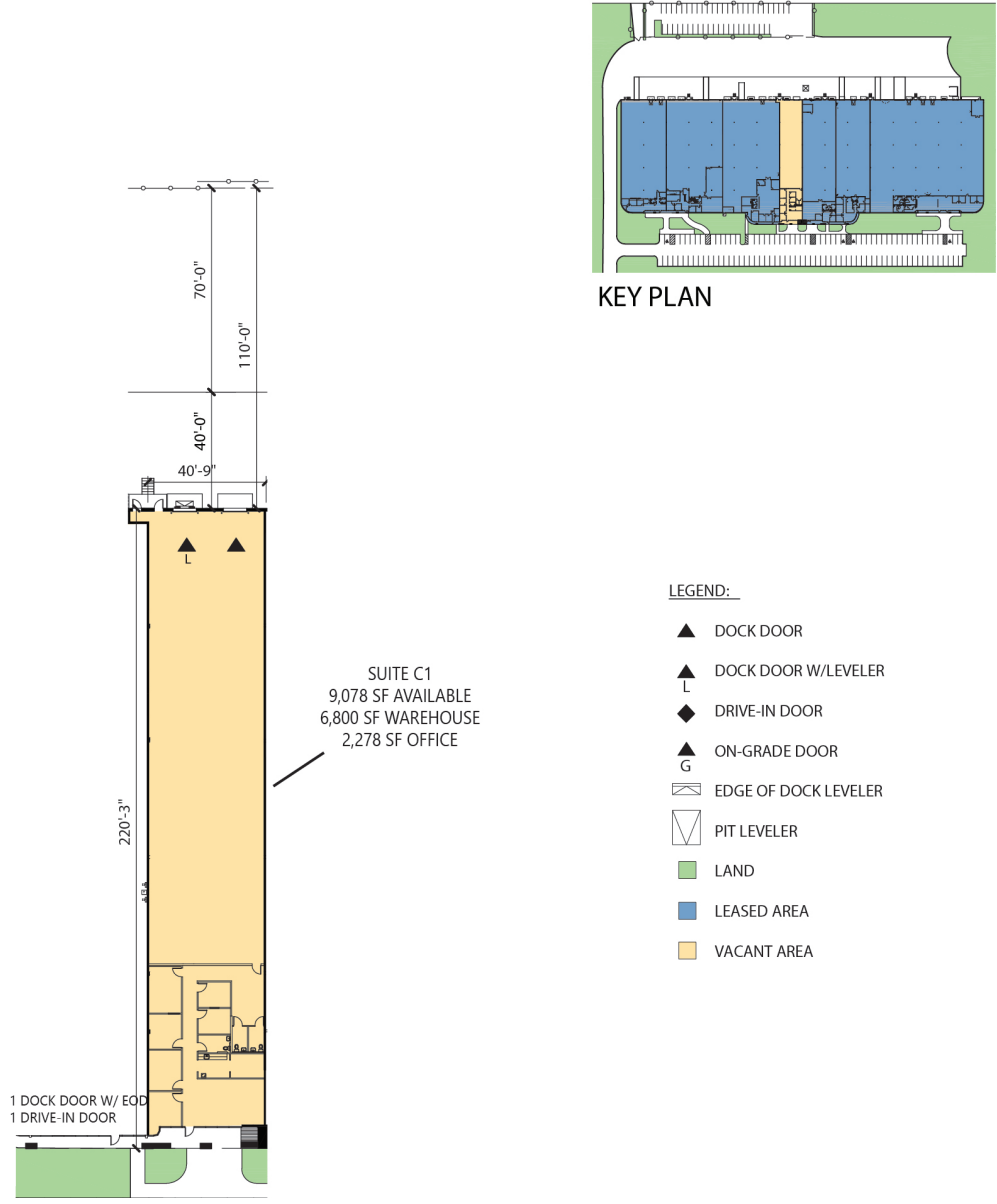 KEY PLAN
70'-0"
110'-0"
40'-0"
40'-9"
L
SUITE C1
9,078 SF AVAILABLE
6,800 SF WAREHOUSE
2,278 SF OFFICE
220'-3"
1 DOCK DOOR W/ EOD
1 DRIVE-IN DOOR
LEGEND:
DOCK DOOR
DOCK DOOR W/LEVELER
L
DRIVE-IN DOOR
ON-GRADE DOOR
G
EDGE OF DOCK LEVELER
PIT LEVELER
LAND
LEASED AREA
VACANT AREA